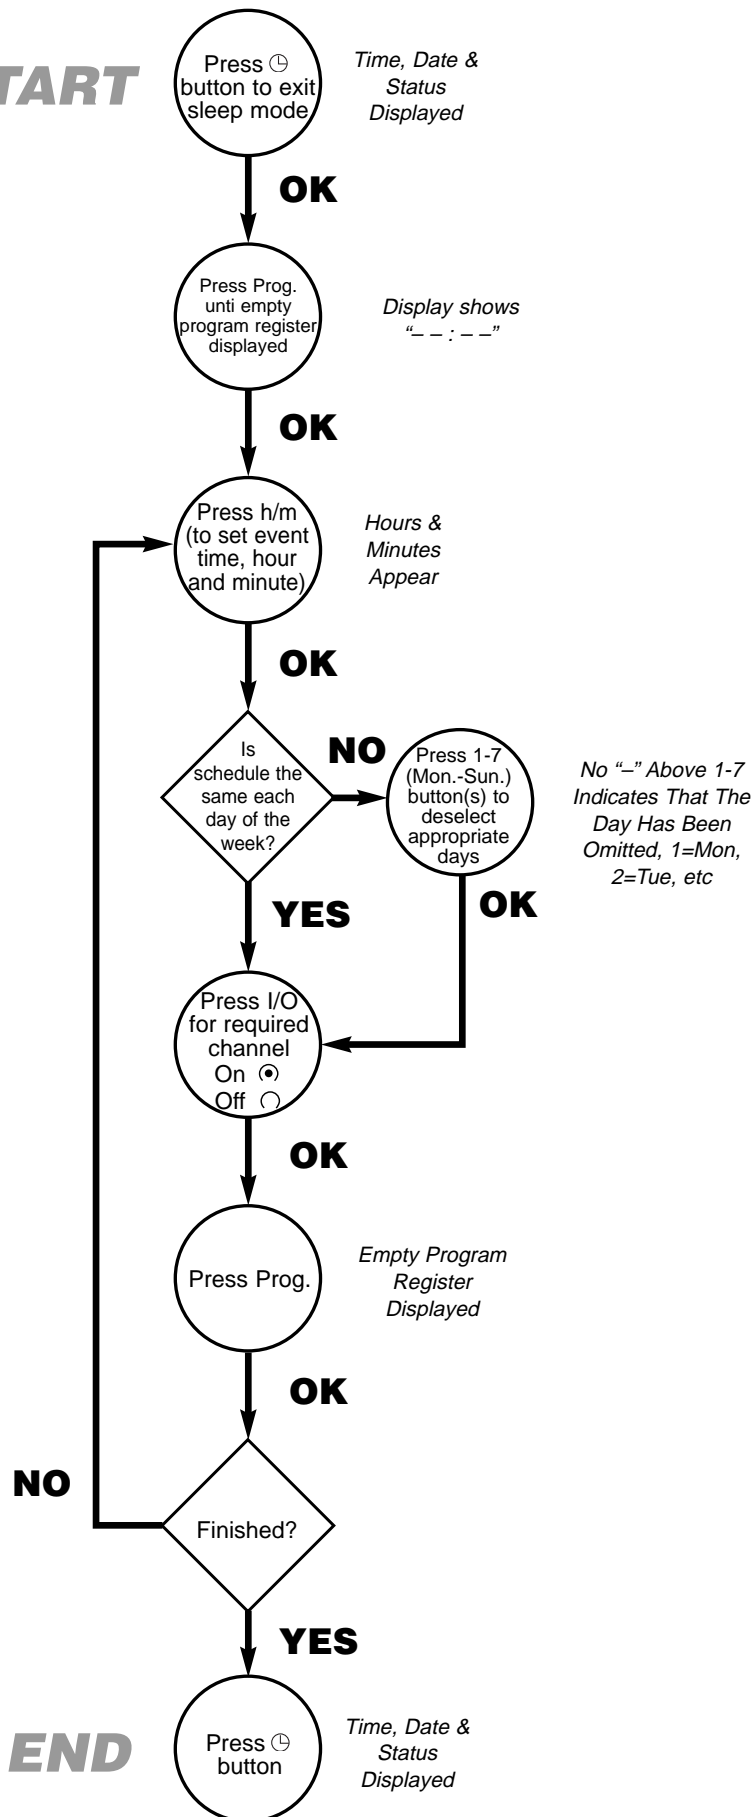 TART
Press
button to exit
sleep mode
Time, Date &
Status
Displayed
OK
Press Prog.
unti empty
program register
displayed
Display shows
“– – : – –”
OK
Press h/m
(to set event
time, hour
and minute)
Hours &
Minutes
Appear
OK
Is
schedule the
same each
day of the
week?
NO
Press 1-7
(Mon.-Sun.)
button(s) to
deselect
appropriate
days
No “–” Above 1-7
Indicates That The
Day Has Been
Omitted, 1=Mon,
2=Tue, etc
YES
OK
Press I/O
for required
channel
On
Off
OK
Press Prog.
Empty Program
Register
Displayed
OK
NO
Finished?
YES
END
Press
button
Time, Date &
Status
Displayed